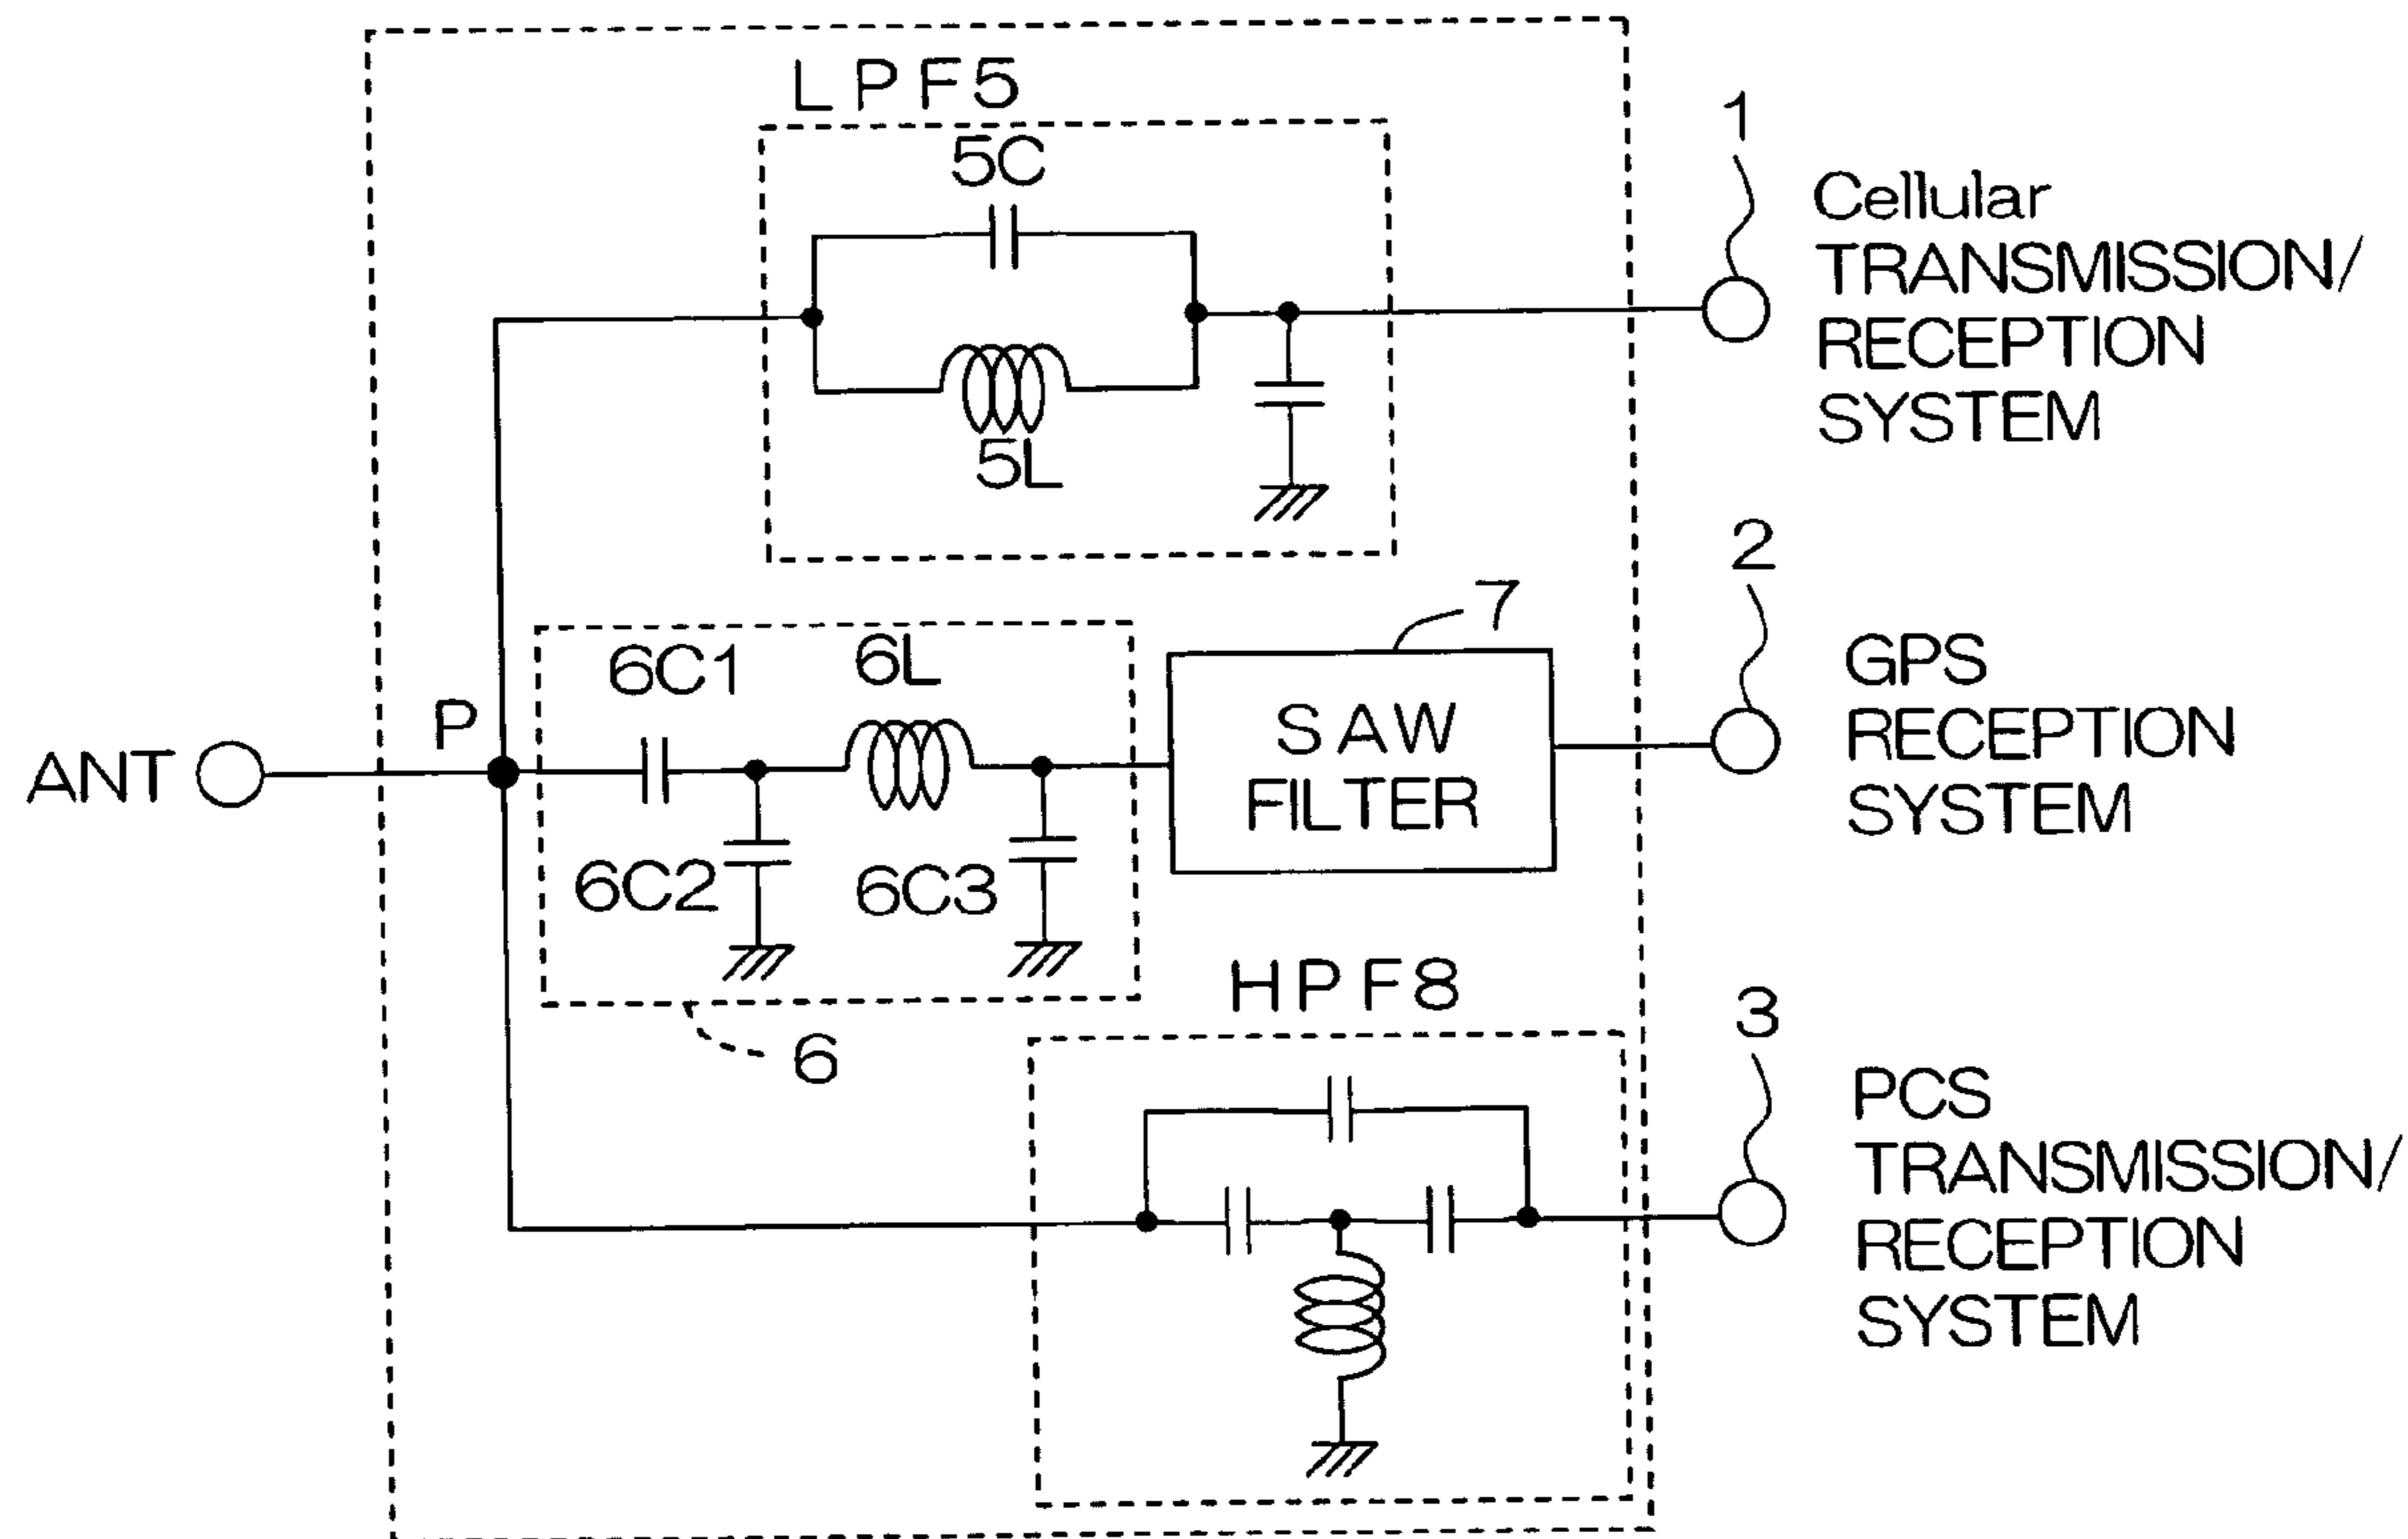 LPF5
5C
5L
1
Cellular
TRANSMISSION/
RECEPTION
SYSTEM
ANT
P
6C1
6L
6C2
6C3
6
7
SAW
FILTER
2
GPS
RECEPTION
SYSTEM
HPF8
3
PCS
TRANSMISSION/
RECEPTION
SYSTEM